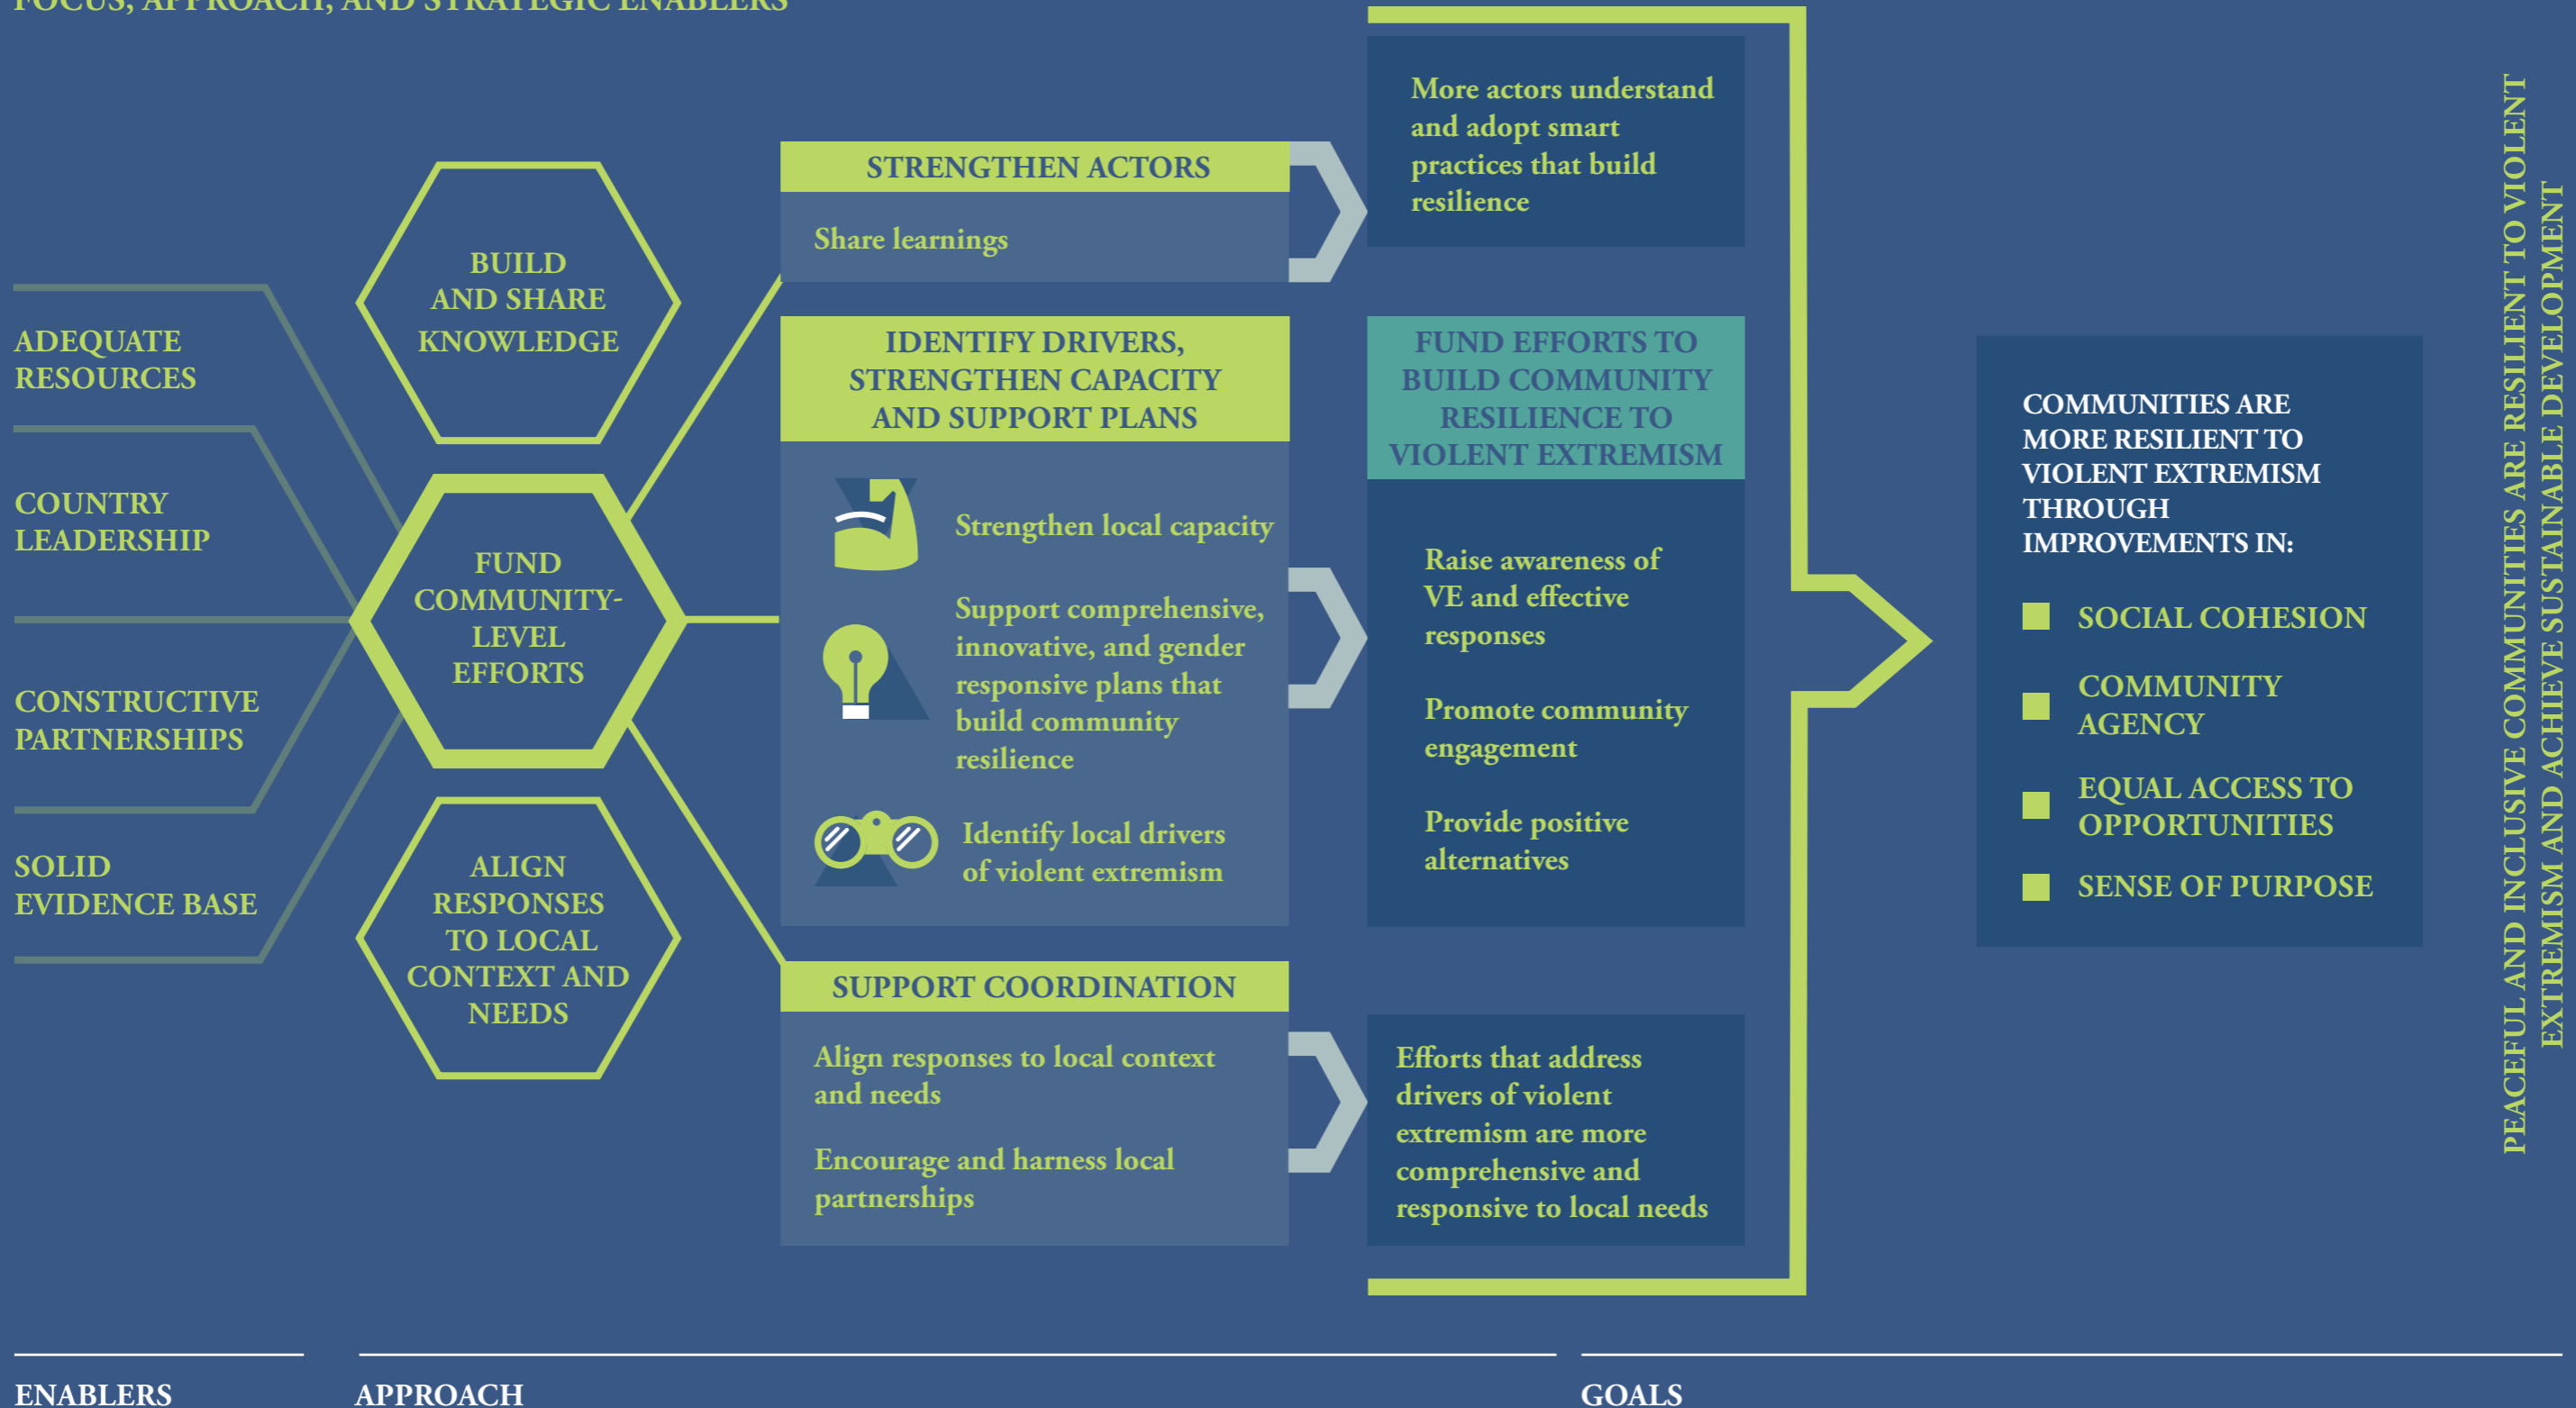 FOCUS, APPROACH, AND STRATEGIC ENABLERS
ADEQUATE
RESOURCES
COUNTRY
LEADERSHIP
CONSTRUCTIVE
PARTNERSHIPS
SOLID
EVIDENCE BASE
BUILD
AND SHARE
KNOWLEDGE
FUND
COMMUNITY-
LEVEL
EFFORTS
ALIGN
RESPONSES
TO LOCAL
CONTEXT AND
NEEDS
STRENGTHEN ACTORS
Share learnings
IDENTIFY DRIVERS,
STRENGTHEN CAPACITY
AND SUPPORT PLANS
Strengthen local capacity
Support comprehensive,
innovative, and gender
responsive plans that
build community
resilience
Identify local drivers
of violent extremism
SUPPORT COORDINATION
Align responses to local context
and needs
Encourage and harness local
partnerships
More actors understand
and adopt smart
practices that build
resilience
FUND EFFORTS TO
BUILD COMMUNITY
RESILIENCE TO
VIOLENT EXTREMISM
Raise awareness of
VE and effective
responses
Promote community
engagement
Provide positive
alternatives
Efforts that address
drivers of violent
extremism are more
comprehensive and
responsive to local needs
COMMUNITIES ARE
MORE RESILIENT TO
VIOLENT EXTREMISM
THROUGH
IMPROVEMENTS IN:
SOCIAL COHESION
COMMUNITY
AGENCY
EQUAL ACCESS TO
OPPORTUNITIES
SENSE OF PURPOSE
PEACEFUL AND INCLUSIVE COMMUNITIES ARE RESILIENT TO VIOLENT
EXTREMISM AND ACHIEVE SUSTAINABLE DEVELOPMENT
ENABLERS
APPROACH
GOALS